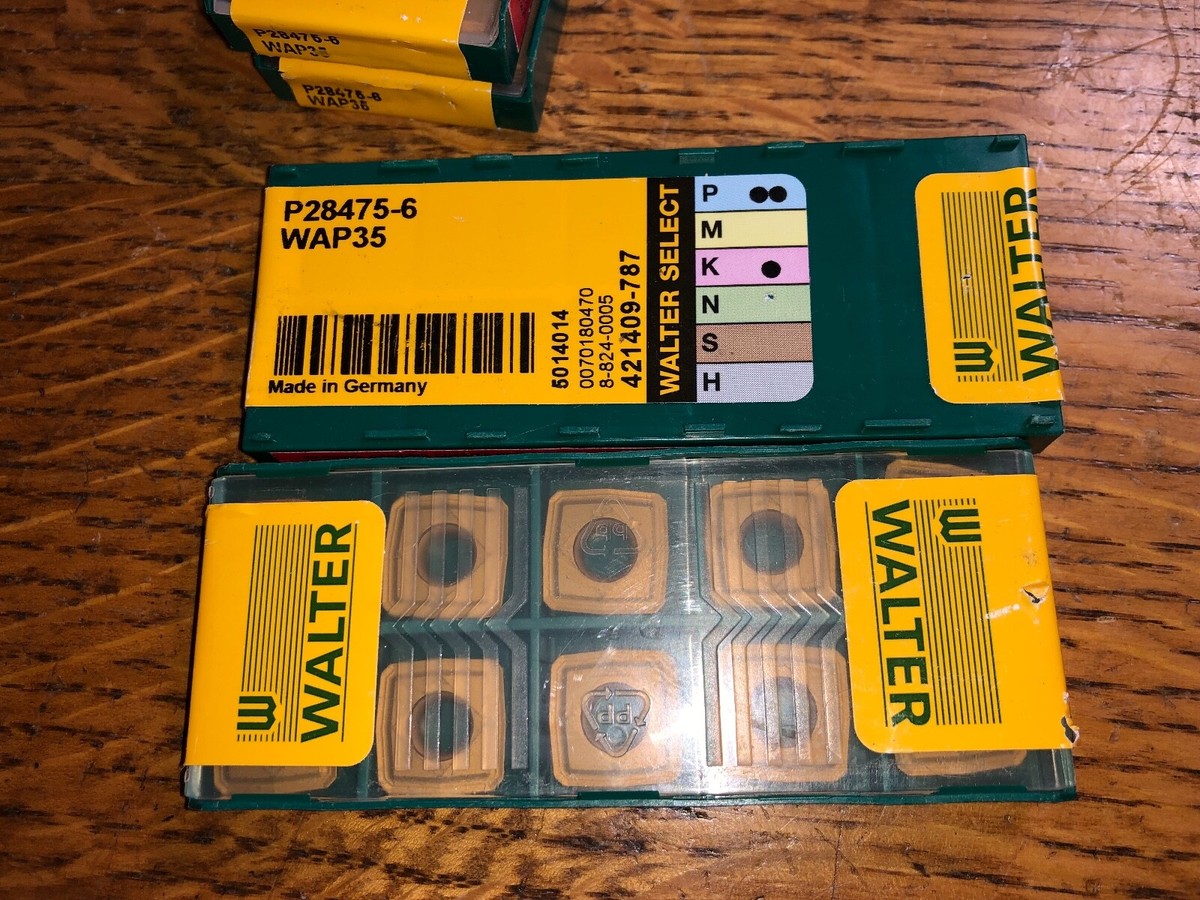 P28475-6
WAP35
P28475-6
WAP35
P28475-6
WAP35
Made in Germany
5014014
0070180470
8-824-0005
421409-787
WALTER SELECT
P
M
K
N
S
H
WALTER
WALTER
WALTER
PP